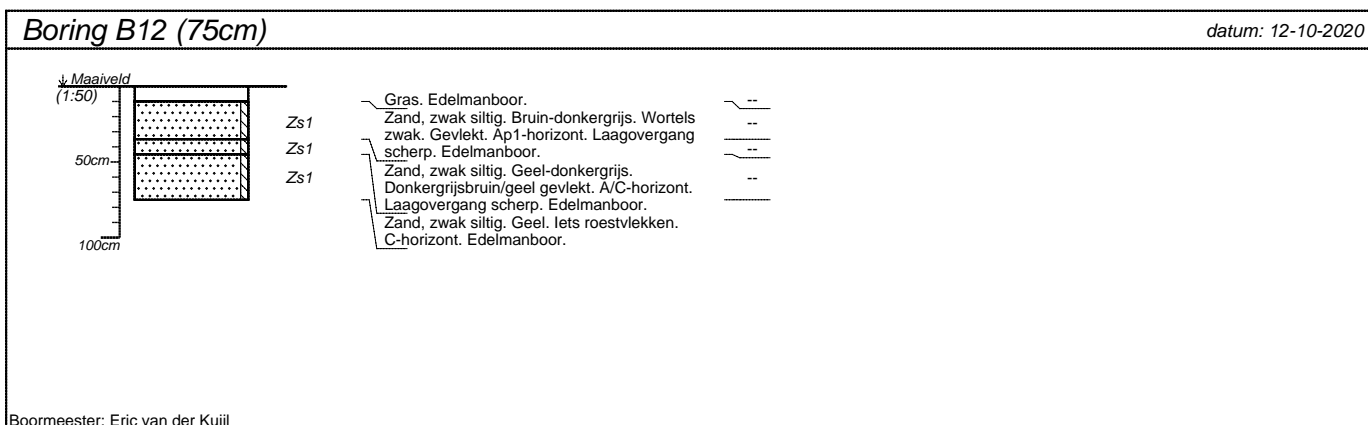 Boring B12 (75cm)
datum: 12-10-2020
Maaiveld
(1:50)
50cm
100cm
Zs1
Zs1
Zs1
Gras. Edelmanboor.
Zand, zwak siltig. Bruin-donkergrijs. Wortels
zwak. Gevlekt. Ap1-horizont. Laagovergang
scherp. Edelmanboor.
Zand, zwak siltig. Geel-donkergrijs.
Donkergrijsbruin/geel gevlekt. A/C-horizont.
Laagovergang scherp. Edelmanboor.
Zand, zwak siltig. Geel. Iets roestvlekken.
C-horizont. Edelmanboor.
--
--
--
--
Boormeester: Eric van der Kuijl